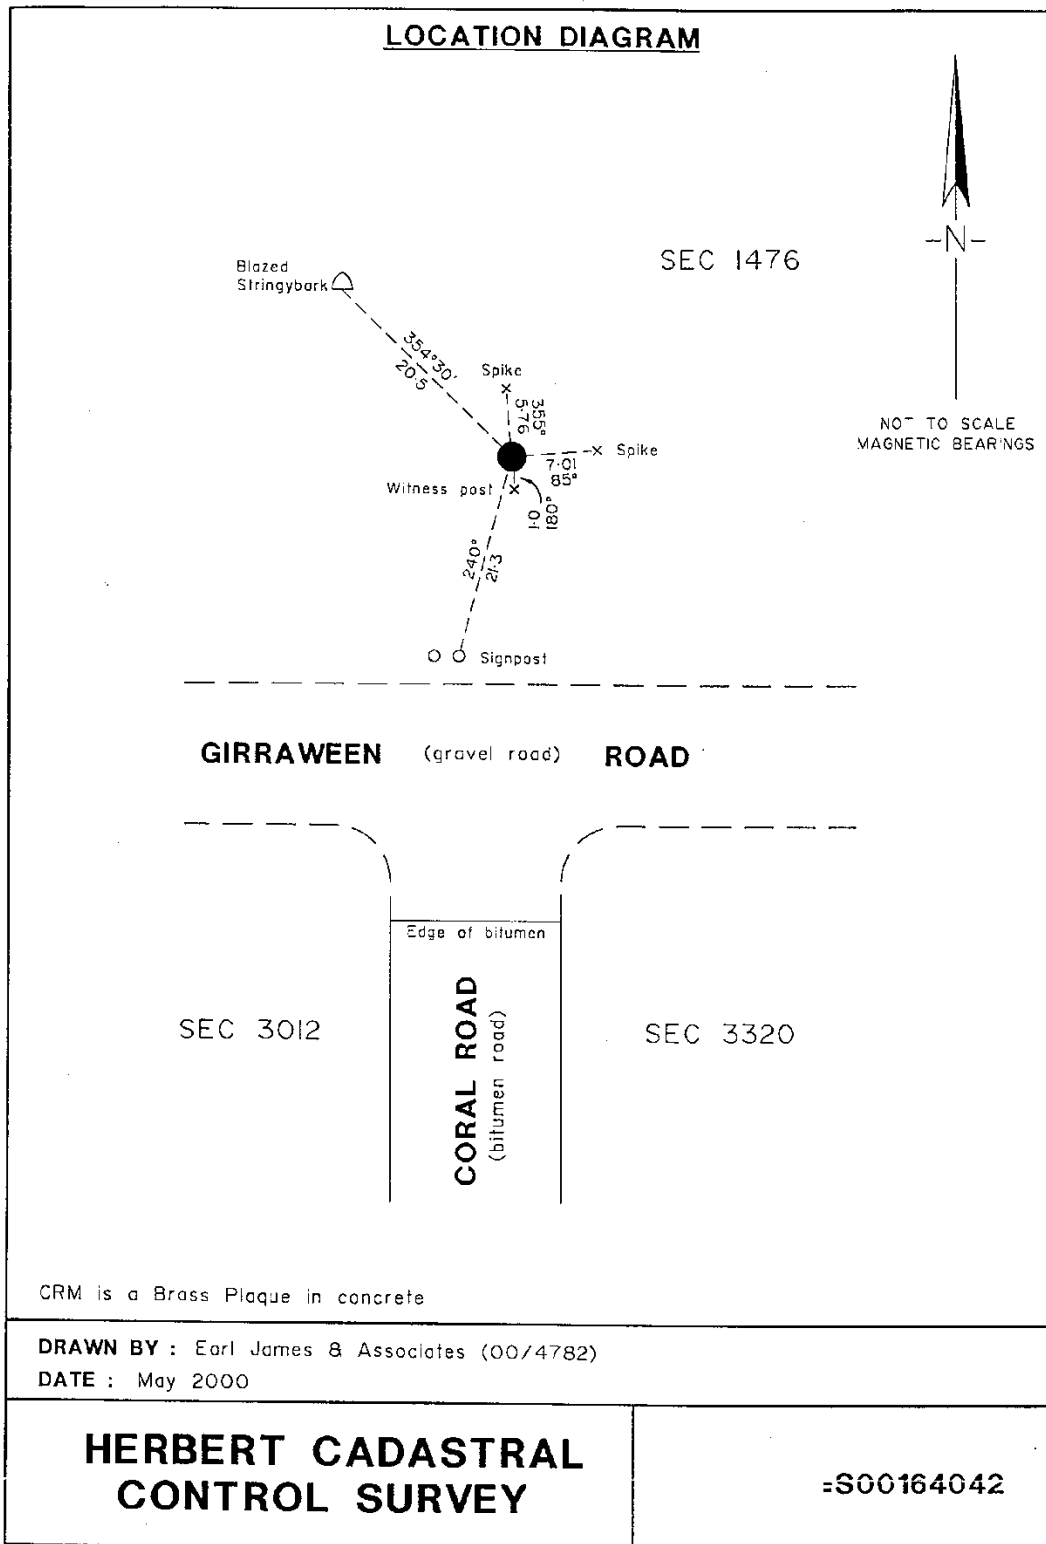 LOCATION DIAGRAM
-N-
SEC 1476
Blazed
Stringybark
354°30'
20·5
Spike
355°
5·76
NOT TO SCALE
MAGNETIC BEARINGS
Spike
7·01
85°
Witness post
180°
0·1
240°
21·3
Signpost
GIRRAWEEN (gravel road) ROAD
Edge of bitumen
CORAL ROAD
(bitumen road)
SEC 3012
SEC 3320
CRM is a Brass Plaque in concrete
DRAWN BY : Earl James & Associates (00/4782)
DATE : May 2000
HERBERT CADASTRAL
CONTROL SURVEY
=S00164042